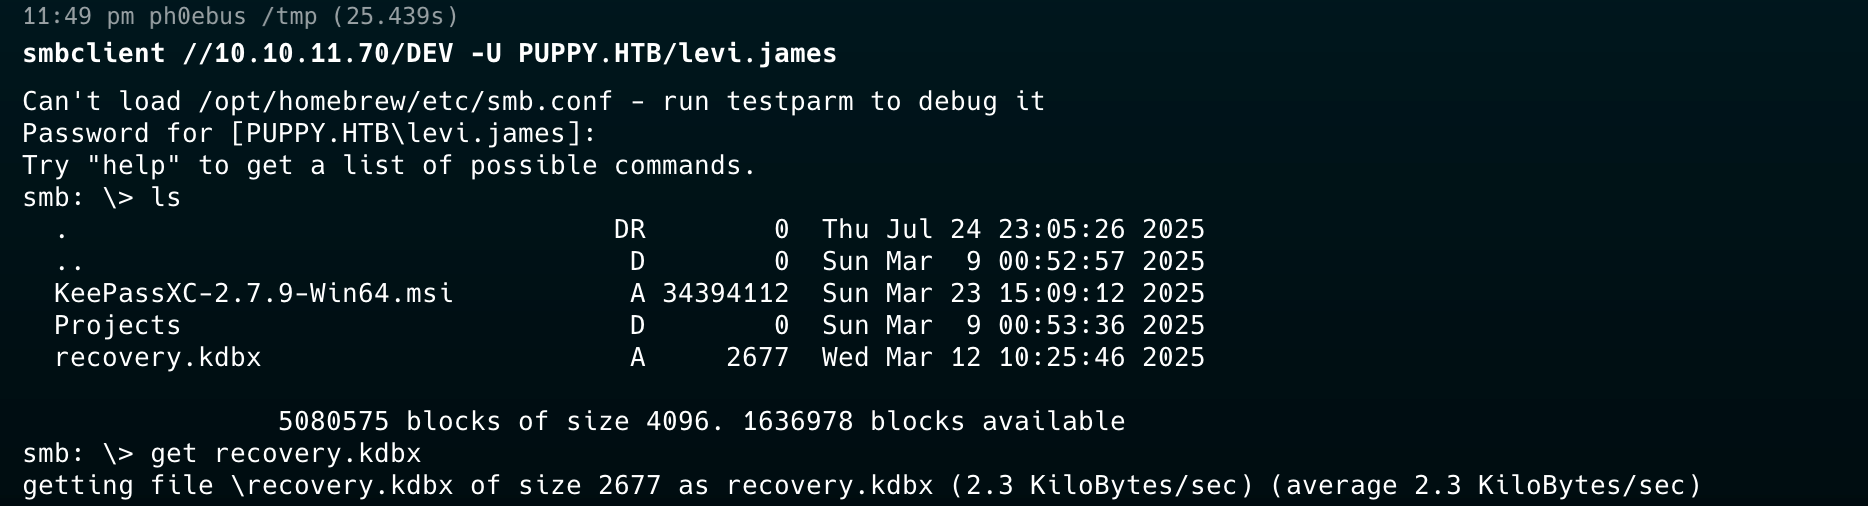 11:49 pm ph0ebus /tmp (25.439s)
smbclient //10.10.11.70/DEV -U PUPPY.HTB/levi.james
Can't load /opt/homebrew/etc/smb.conf - run testparm to debug it
Password for [PUPPY.HTB\levi.james]:
Try "help" to get a list of possible commands.
smb: \> ls
  .                                  DR        0  Thu Jul 24 23:05:26 2025
  ..                                  D        0  Sun Mar  9 00:52:57 2025
  KeePassXC-2.7.9-Win64.msi           A 34394112  Sun Mar 23 15:09:12 2025
  Projects                            D        0  Sun Mar  9 00:53:36 2025
  recovery.kdbx                       A     2677  Wed Mar 12 10:25:46 2025
                5080575 blocks of size 4096. 1636978 blocks available
smb: \> get recovery.kdbx
getting file \recovery.kdbx of size 2677 as recovery.kdbx (2.3 KiloBytes/sec) (average 2.3 KiloBytes/sec)